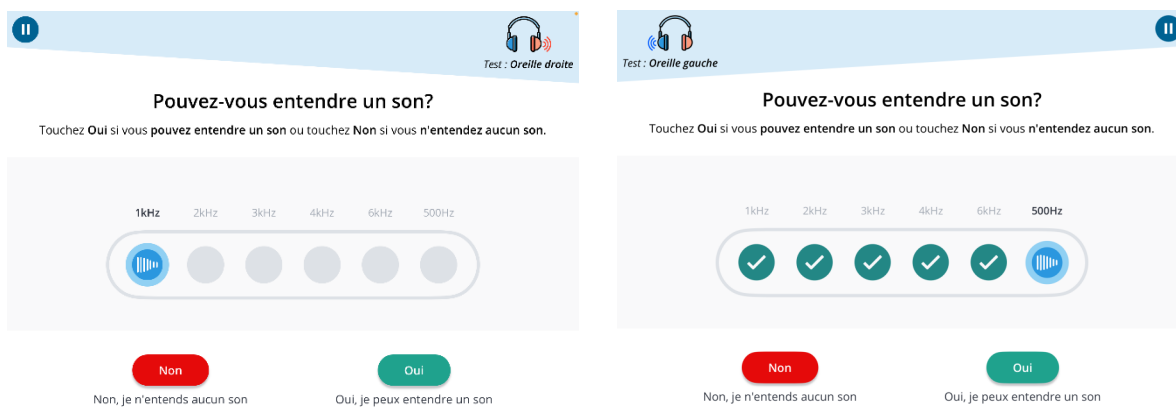 Test : Oreille droite
Pouvez-vous entendre un son?
Touchez Oui si vous pouvez entendre un son ou touchez Non si vous n'entendez aucun son.
1kHz 2kHz 3kHz 4kHz 6kHz 500Hz
Non Oui
Non, je n'entends aucun son Oui, je peux entendre un son
Test : Oreille gauche
Pouvez-vous entendre un son?
Touchez Oui si vous pouvez entendre un son ou touchez Non si vous n'entendez aucun son.
1kHz 2kHz 3kHz 4kHz 6kHz 500Hz
Non Oui
Non, je n'entends aucun son Oui, je peux entendre un son